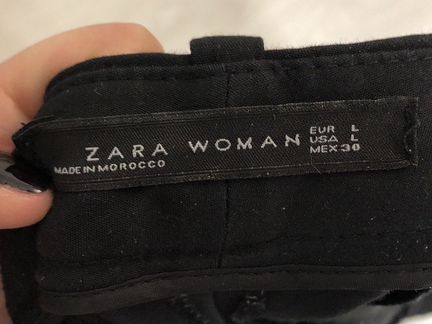 ZARA WOMAN
MADE IN MOROCCO
EUR L
USA L
MEX 30